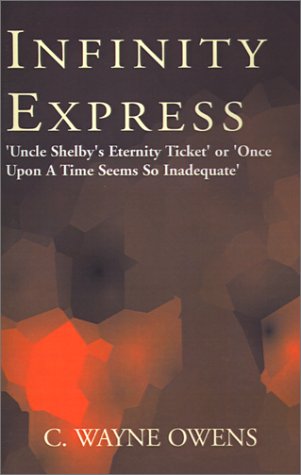 INFINITY
EXPRESS
'Uncle Shelby's Eternity Ticket' or 'Once
Upon A Time Seems So Inadequate'
C. WAYNE OWENS